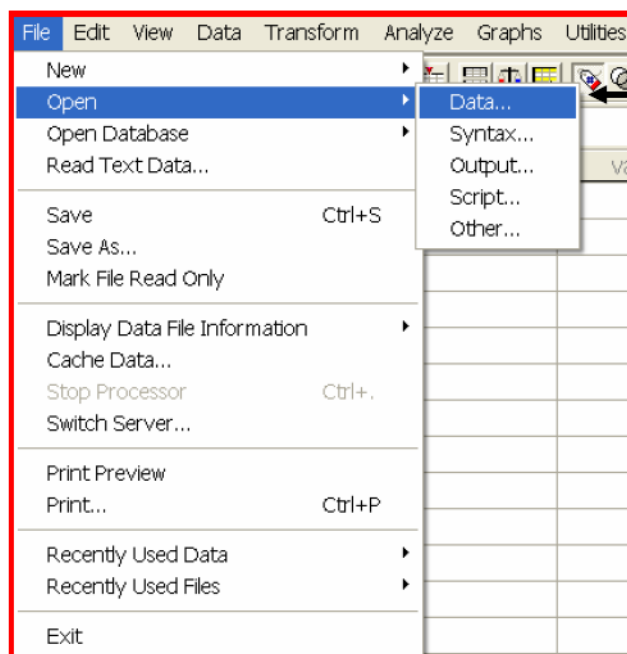 File Edit View Data Transform Analyze Graphs Utilities
New
Open
Data...
Open Database
Syntax...
Read Text Data...
Output...
Script...
Save Ctrl+S
Other...
Save As...
Mark File Read Only
Display Data File Information
Cache Data...
Stop Processor Ctrl+.
Switch Server...
Print Preview
Print... Ctrl+P
Recently Used Data
Recently Used Files
Exit